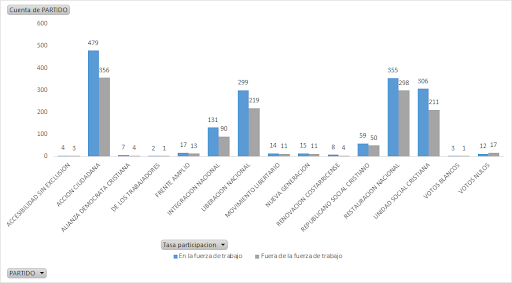 Cuenta de PARTIDO
600
500
400
300
200
100
0
479
356
299
219
131
90
355
298
306
211
59
50
4
7
4
2
1
17
13
14
11
15
11
8
4
1
12
17
ACCESIBILIDAD SIN EXCLUSION
ACCION CIUDADANA
ALIANZA DEMOCRATA CRISTIANA
DE LOS TRABAJADORES
FRENTE AMPLIO
INTEGRACION NACIONAL
LIBERACION NACIONAL
MOVIMIENTO LIBERTARIO
NUEVA GENERACION
RENOVACION COSTARRICENSE
REPUBLICANO SOCIAL CRISTIANO
RESTAURACION NACIONAL
UNIDAD SOCIAL CRISTIANA
VOTOS BLANCOS
VOTOS NULOS
Tasa participacion
En la fuerza de trabajo
Fuera de la fuerza de trabajo
PARTIDO